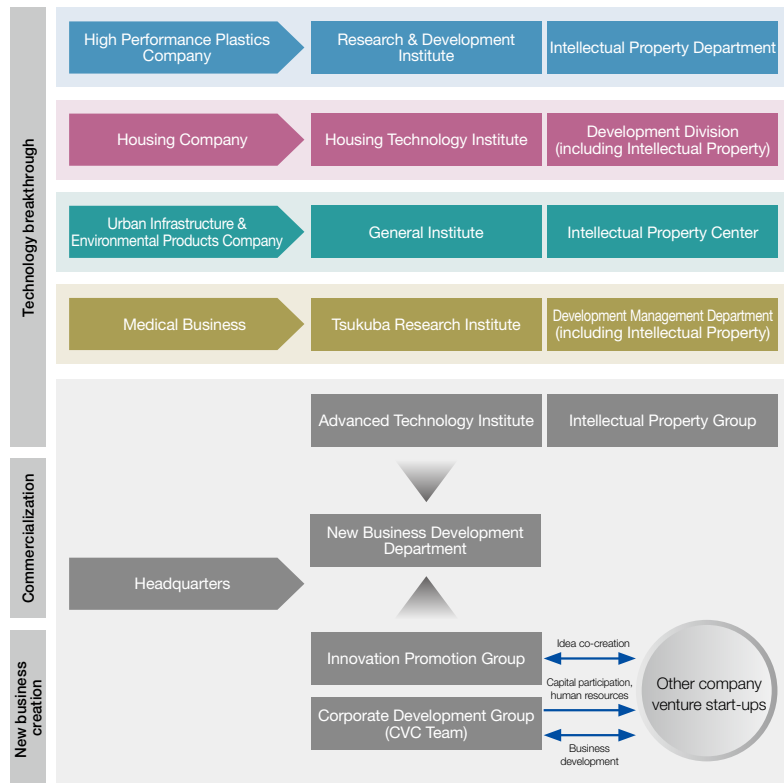 Technology breakthrough
High Performance Plastics
Company
Research & Development
Institute
Intellectual Property Department
Housing Company
Housing Technology Institute
Development Division
(including Intellectual Property)
Urban Infrastructure &
Environmental Products Company
General Institute
Intellectual Property Center
Medical Business
Tsukuba Research Institute
Development Management Department
(including Intellectual Property)
Advanced Technology Institute
Intellectual Property Group
Commercialization
New Business Development
Department
Headquarters
New business
creation
Innovation Promotion Group
Idea co-creation
Capital participation,
human resources
Corporate Development Group
(CVC Team)
Business
development
Other company
venture start-ups